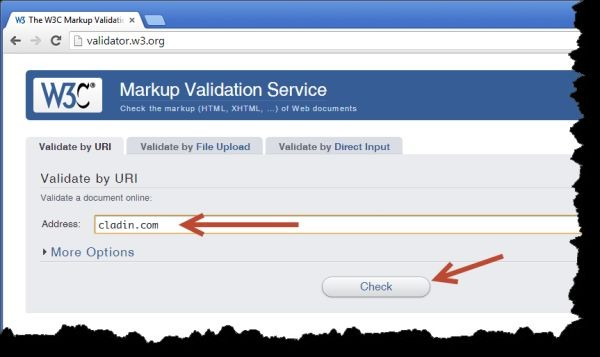 W3 The W3C Markup Validatio
validator.w3.org
W3C® Markup Validation Service
Check the markup (HTML, XHTML, ...) of Web documents
Validate by URI Validate by File Upload Validate by Direct Input
Validate by URI
Validate a document online:
Address: cladin.com
More Options
Check